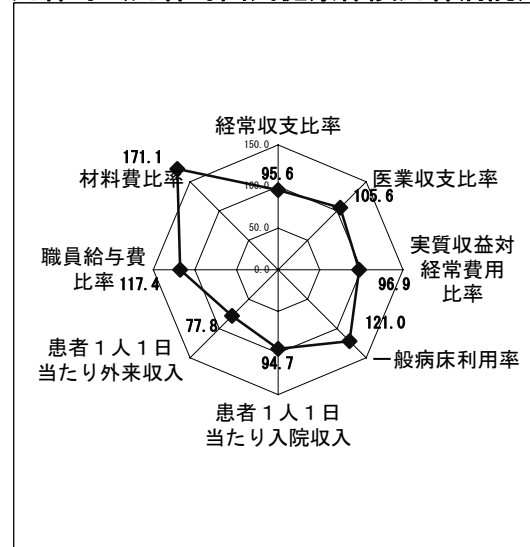 経常収支比率
150.0
171.1
材料費比率
100.0
95.6
医業収支比率
105.6
50.0
職員給与費
比率
117.4
0.0
実質収益対
経常費用
比率
96.9
77.8
121.0
患者１人１日
当たり外来収入
94.7
一般病床利用率
患者１人１日
当たり入院収入